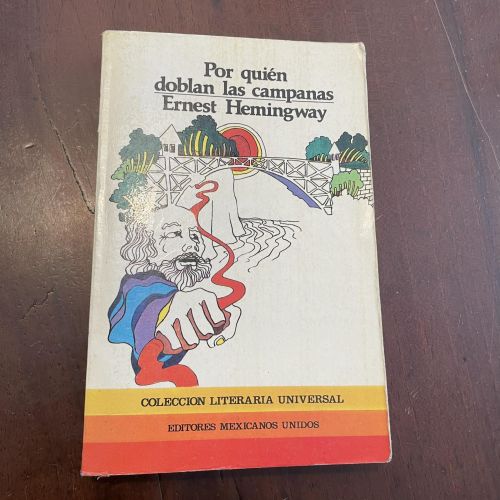 Por quién
doblan las campanas
Ernest Hemingway
COLECCION LITERARIA UNIVERSAL
EDITORES MEXICANOS UNIDOS